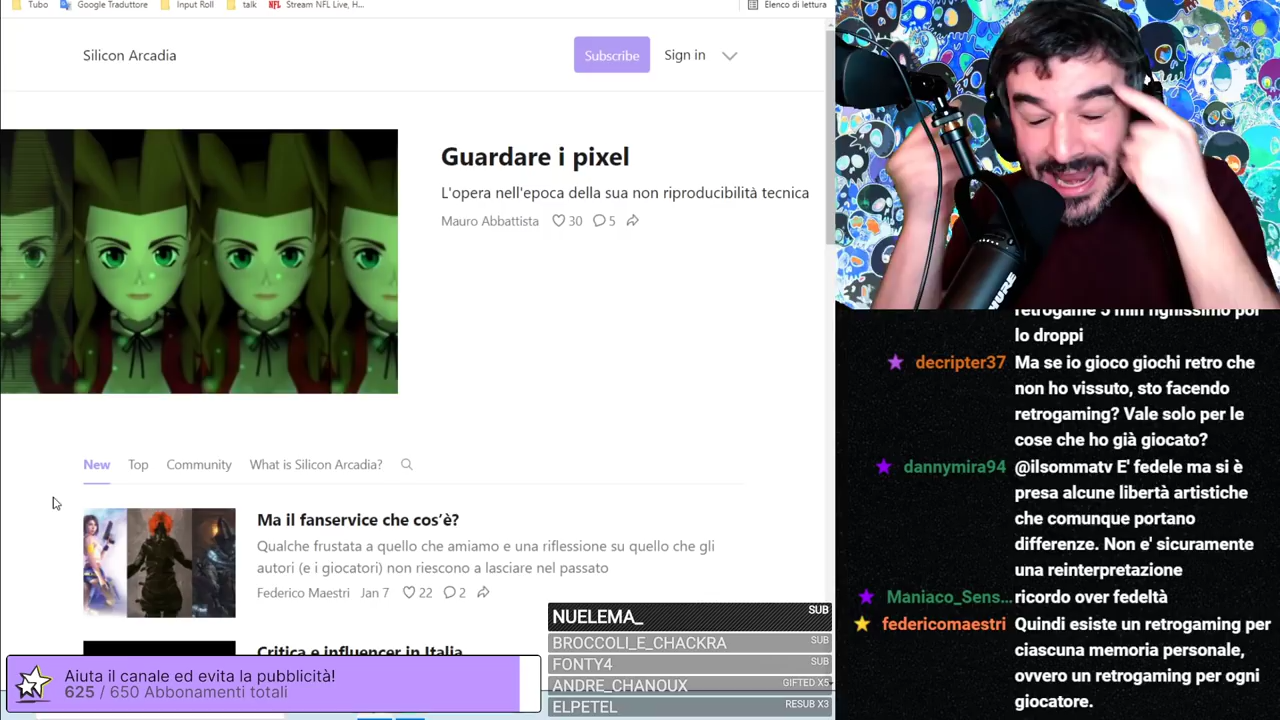 Tubo
Google Traduttore
Input Roll
talk
NFL
Stream NFL Live, H...
Elenco di lettura
Silicon Arcadia
Subscribe
Sign in
Guardare i pixel
L'opera nell'epoca della sua non riproducibilità tecnica
Mauro Abbattista
30
5
New
Top
Community
What is Silicon Arcadia?
Ma il fanservice che cos'è?
Qualche frustata a quello che amiamo e una riflessione su quello che gli
autori (e i giocatori) non riescono a lasciare nel passato
Federico Maestri
Jan 7
22
2
Critica e influencer in Italia
Aiuta il canale ed evita la pubblicità!
625 / 650 Abbonamenti totali
NUELEMA_
SUB
BROCCOLI_E_CHACKRA
SUB
FONTY4
SUB
ANDRE_CHANOUX
GIFTED X5
ELPETEL
RESUB X3
SHURE
lo droppi
decripter37
Ma se io gioco giochi retro che
non ho vissuto, sto facendo
retrogaming? Vale solo per le
cose che ho già giocato?
dannymira94
@ilsommatv E' fedele ma si è
presa alcune libertà artistiche
che comunque portano
differenze. Non e' sicuramente
una reinterpretazione
Maniaco_Sens...
ricordo over fedeltà
federicomaestri
Quindi esiste un retrogaming per
ciascuna memoria personale,
ovvero un retrogaming per ogni
giocatore.